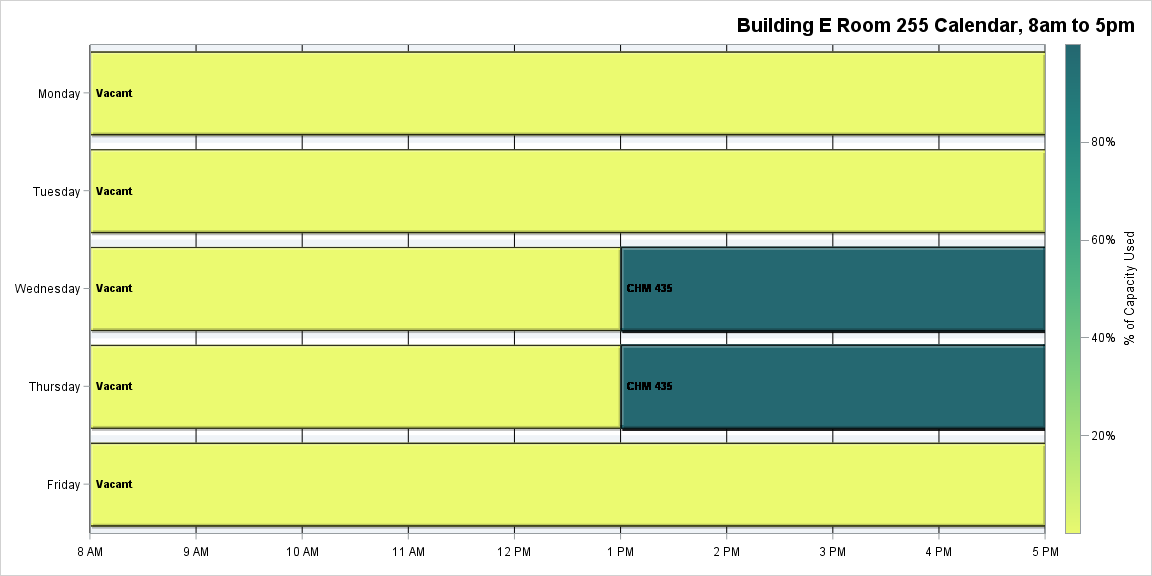 Building E Room 255 Calendar, 8am to 5pm
Monday
Vacant
Tuesday
Vacant
Wednesday
Vacant
CHM 435
Thursday
Vacant
CHM 435
Friday
Vacant
8 AM
9 AM
10 AM
11 AM
12 PM
1 PM
2 PM
3 PM
4 PM
5 PM
80%
60%
40%
20%
% of Capacity Used